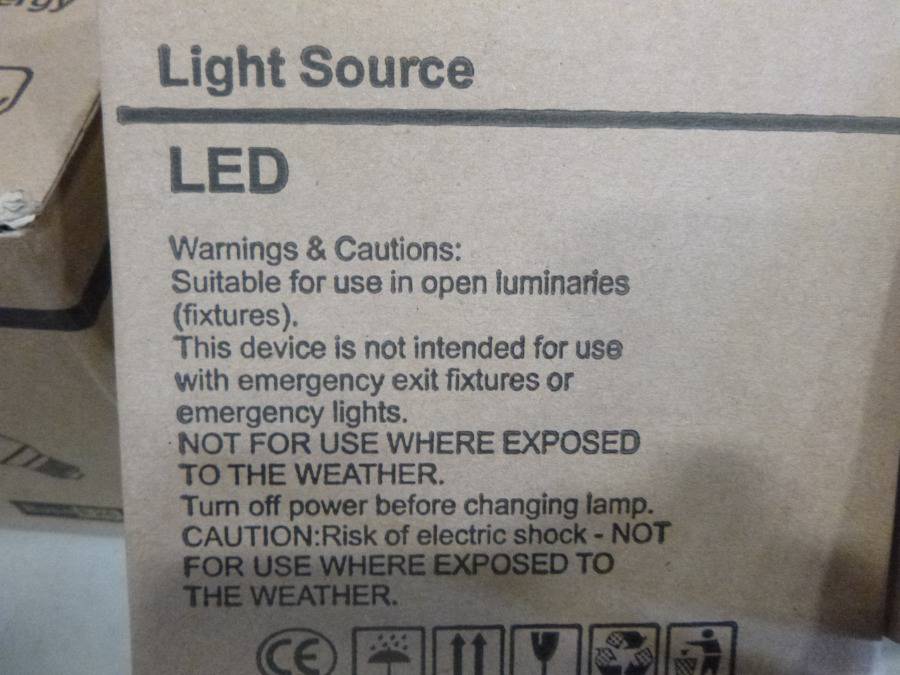 ergy
Light Source
LED
Warnings & Cautions:
Suitable for use in open luminaries
(fixtures).
This device is not intended for use
with emergency exit fixtures or
emergency lights.
NOT FOR USE WHERE EXPOSED
TO THE WEATHER.
Turn off power before changing lamp.
CAUTION:Risk of electric shock - NOT
FOR USE WHERE EXPOSED TO
THE WEATHER.
CE